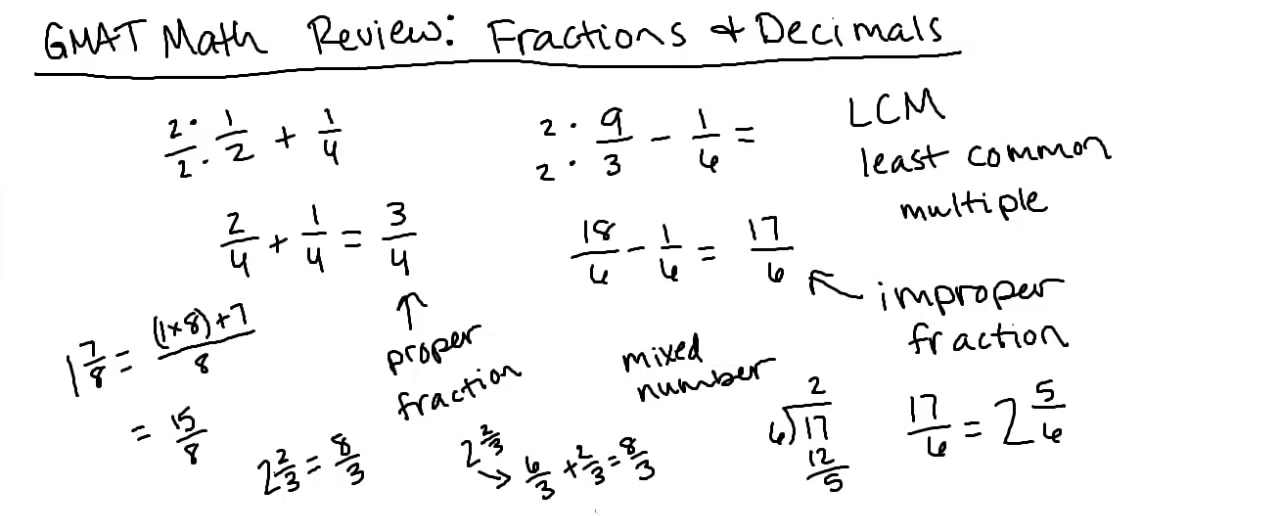 GMAT Math Review: Fractions & Decimals
2/2 · 1/2 + 1/4
2/4 + 1/4 = 3/4
proper
fraction
2 · 9/3 - 1/6 =
2 ·
18/6 - 1/6 = 17/6
LCM
least common
multiple
improper
fraction
1 7/8 = (1×8)+7/8
= 15/8
2 2/3 = 8/3
mixed
number
2 2/3
→ 6/3 + 2/3 = 8/3
2
6)17
12
5
17/6 = 2 5/6